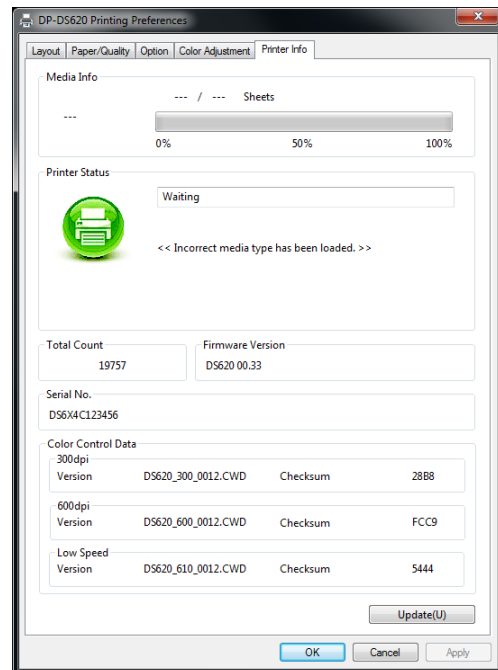 DP-DS620 Printing Preferences
Layout Paper/Quality Option Color Adjustment Printer Info
Media Info
--- / --- Sheets
---
0% 50% 100%
Printer Status
Waiting
<< Incorrect media type has been loaded. >>
Total Count Firmware Version
19757 DS620 00.33
Serial No.
DS6X4C123456
Color Control Data
300dpi
Version DS620_300_0012.CWD Checksum 28B8
600dpi
Version DS620_600_0012.CWD Checksum FCC9
Low Speed
Version DS620_610_0012.CWD Checksum 5444
Update(U)
OK Cancel Apply